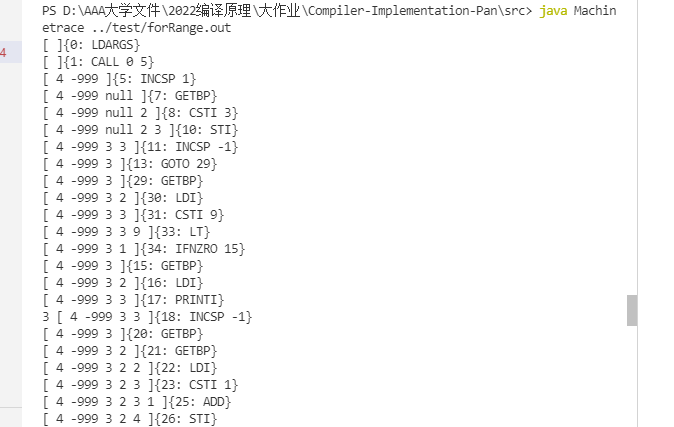 PS D:\AAA大学文件\2022编译原理\大作业\Compiler-Implementation-Pan\src> java Machin
etrace ../test/forRange.out
[ ]{0: LDARGS}
[ ]{1: CALL 0 5}
[ 4 -999 ]{5: INCSP 1}
[ 4 -999 null ]{7: GETBP}
[ 4 -999 null 2 ]{8: CSTI 3}
[ 4 -999 null 2 3 ]{10: STI}
[ 4 -999 3 3 ]{11: INCSP -1}
[ 4 -999 3 ]{13: GOTO 29}
[ 4 -999 3 ]{29: GETBP}
[ 4 -999 3 2 ]{30: LDI}
[ 4 -999 3 3 ]{31: CSTI 9}
[ 4 -999 3 3 9 ]{33: LT}
[ 4 -999 3 1 ]{34: IFNZRO 15}
[ 4 -999 3 ]{15: GETBP}
[ 4 -999 3 2 ]{16: LDI}
[ 4 -999 3 3 ]{17: PRINTI}
3 [ 4 -999 3 3 ]{18: INCSP -1}
[ 4 -999 3 ]{20: GETBP}
[ 4 -999 3 2 ]{21: GETBP}
[ 4 -999 3 2 2 ]{22: LDI}
[ 4 -999 3 2 3 ]{23: CSTI 1}
[ 4 -999 3 2 3 1 ]{25: ADD}
[ 4 -999 3 2 4 ]{26: STI}
4